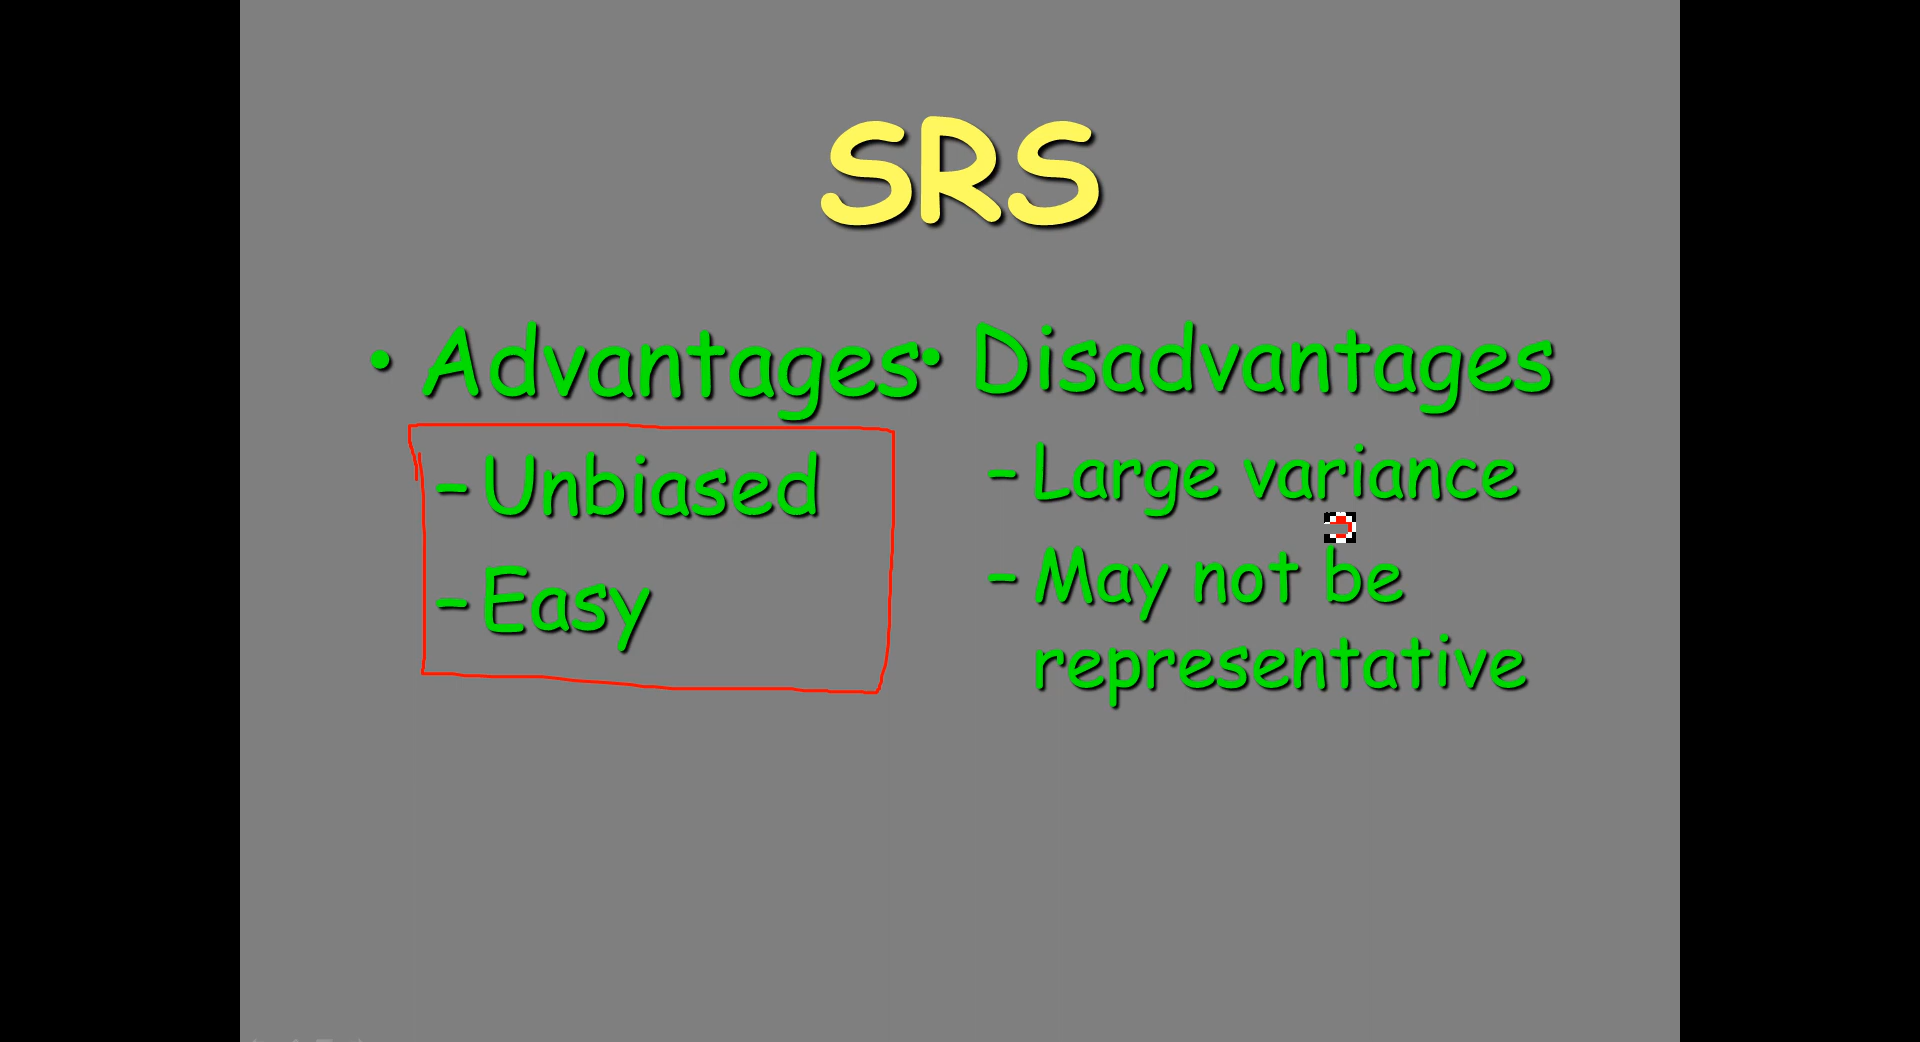 SRS
• Advantages
– Unbiased
– Easy
• Disadvantages
– Large variance
– May not be
representative